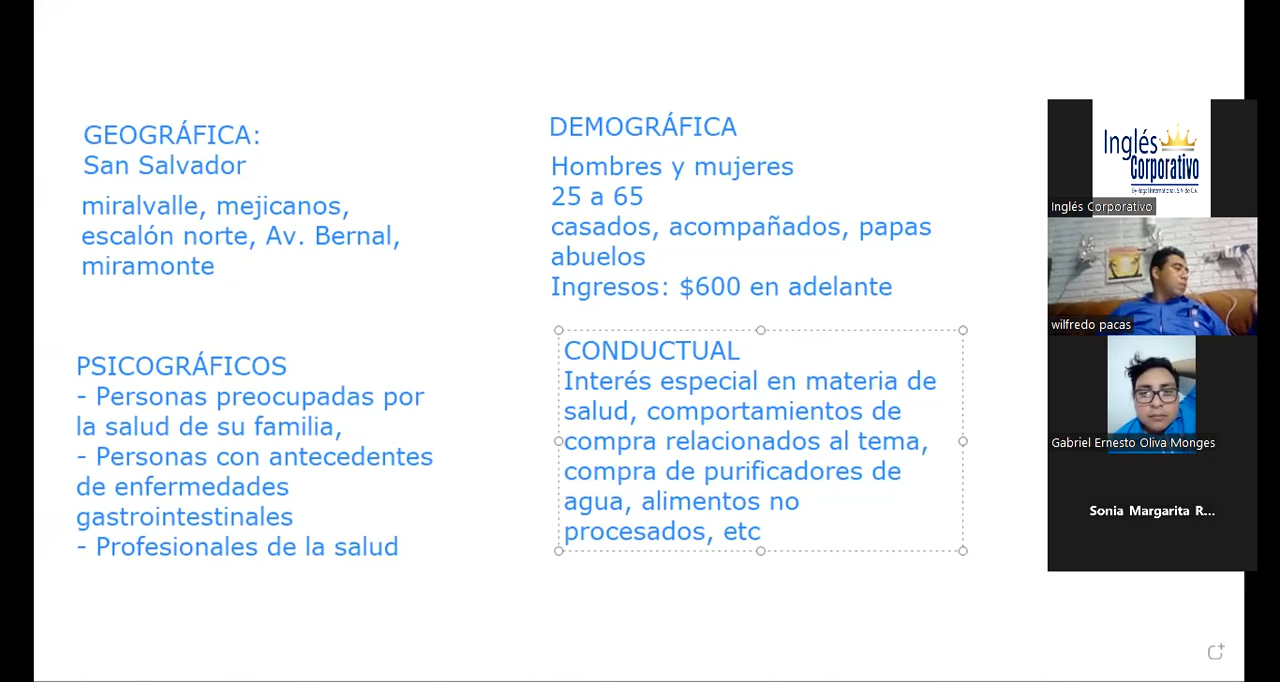 GEOGRÁFICA:
San Salvador
miralvalle, mejicanos,
escalón norte, Av. Bernal,
miramonte
DEMOGRÁFICA
Hombres y mujeres
25 a 65
casados, acompañados, papas
abuelos
Ingresos: $600 en adelante
PSICOGRÁFICOS
- Personas preocupadas por
la salud de su familia,
- Personas con antecedentes
de enfermedades
gastrointestinales
- Profesionales de la salud
CONDUCTUAL
Interés especial en materia de
salud, comportamientos de
compra relacionados al tema,
compra de purificadores de
agua, alimentos no
procesados, etc
Inglés
Corporativo
Inglés Corporativo
wilfredo pacas
Gabriel Ernesto Oliva Monges
Sonia Margarita R...